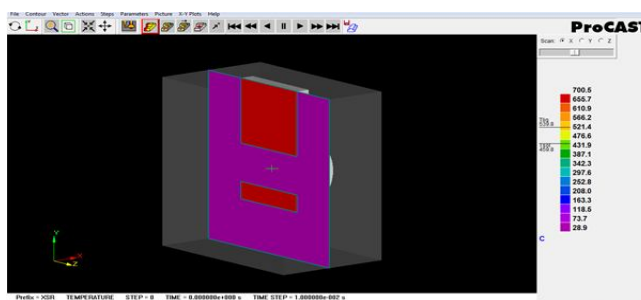 File Contour Vector Actions Steps Parameters Picture X-Y Plots Help
ProCAST
Scan: X Y Z
700.5
655.7
610.9
566.2
521.4
476.6
431.9
387.1
342.3
297.6
252.8
208.0
163.3
118.5
73.7
28.9
C
Y
X
Z
Prefix = XSR TEMPERATURE STEP = 0 TIME = 0.000000e+000 s TIME STEP = 1.000000e-002 s